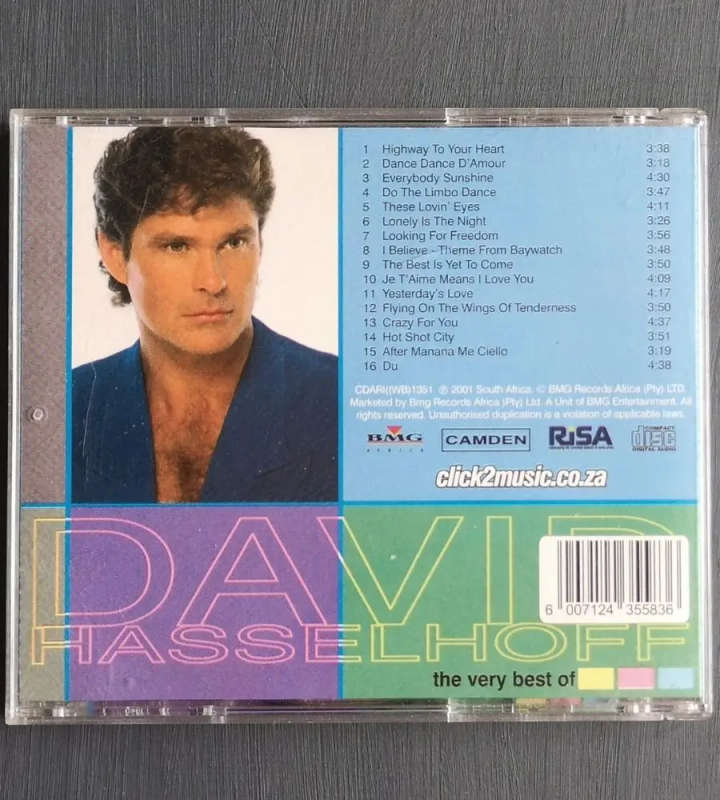 1 Highway To Your Heart 3:38
2 Dance Dance D'Amour 3:18
3 Everybody Sunshine 4:30
4 Do The Limbo Dance 3:47
5 These Lovin' Eyes 4:11
6 Lonely Is The Night 3:26
7 Looking For Freedom 3:56
8 I Believe - Theme From Baywatch 3:48
9 The Best Is Yet To Come 3:50
10 Je T'Aime Means I Love You 4:09
11 Yesterday's Love 4:17
12 Flying On The Wings Of Tenderness 3:50
13 Crazy For You 4:37
14 Hot Shot City 3:51
15 After Manana Me Ciello 3:19
16 Du 4:38
CDARI(WB)1351 ℗ 2001 South Africa. © BMG Records Africa (Pty) LTD.
Marketed by Bmg Records Africa (Pty) Ltd. A Unit of BMG Entertainment. All
rights reserved. Unauthorised duplication is a violation of applicable laws.
BMG AFRICA CAMDEN RiSA COMPACT disc DIGITAL AUDIO
click2music.co.za
DAVID
HASSELHOFF
6 007124 355836
the very best of